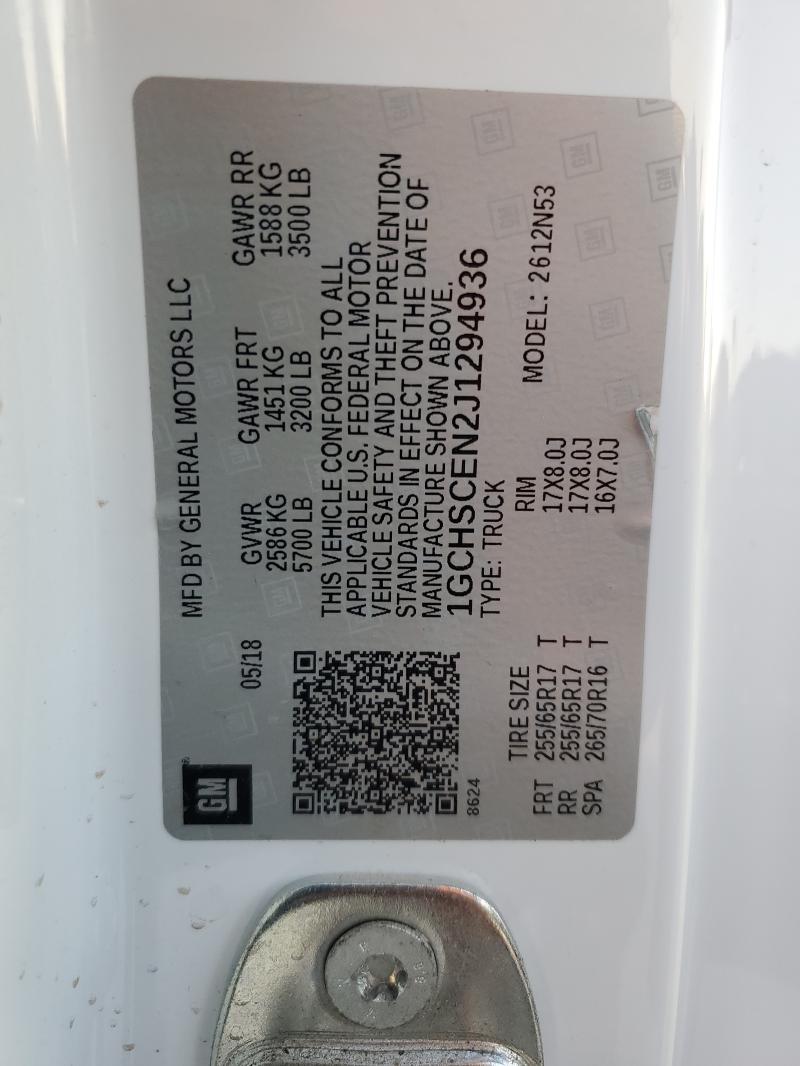 GM
MFD BY GENERAL MOTORS LLC
05/18 GVWR GAWR FRT GAWR RR
2586 KG 1451 KG 1588 KG
5700 LB 3200 LB 3500 LB
THIS VEHICLE CONFORMS TO ALL
APPLICABLE U.S. FEDERAL MOTOR
VEHICLE SAFETY AND THEFT PREVENTION
STANDARDS IN EFFECT ON THE DATE OF
MANUFACTURE SHOWN ABOVE.
1GCHSCEN2J1294936
8624 TYPE: TRUCK
TIRE SIZE RIM MODEL: 2612N53
FRT 255/65R17 T 17X8.0J
RR 255/65R17 T 17X8.0J
SPA 265/70R16 T 16X7.0J
8.8